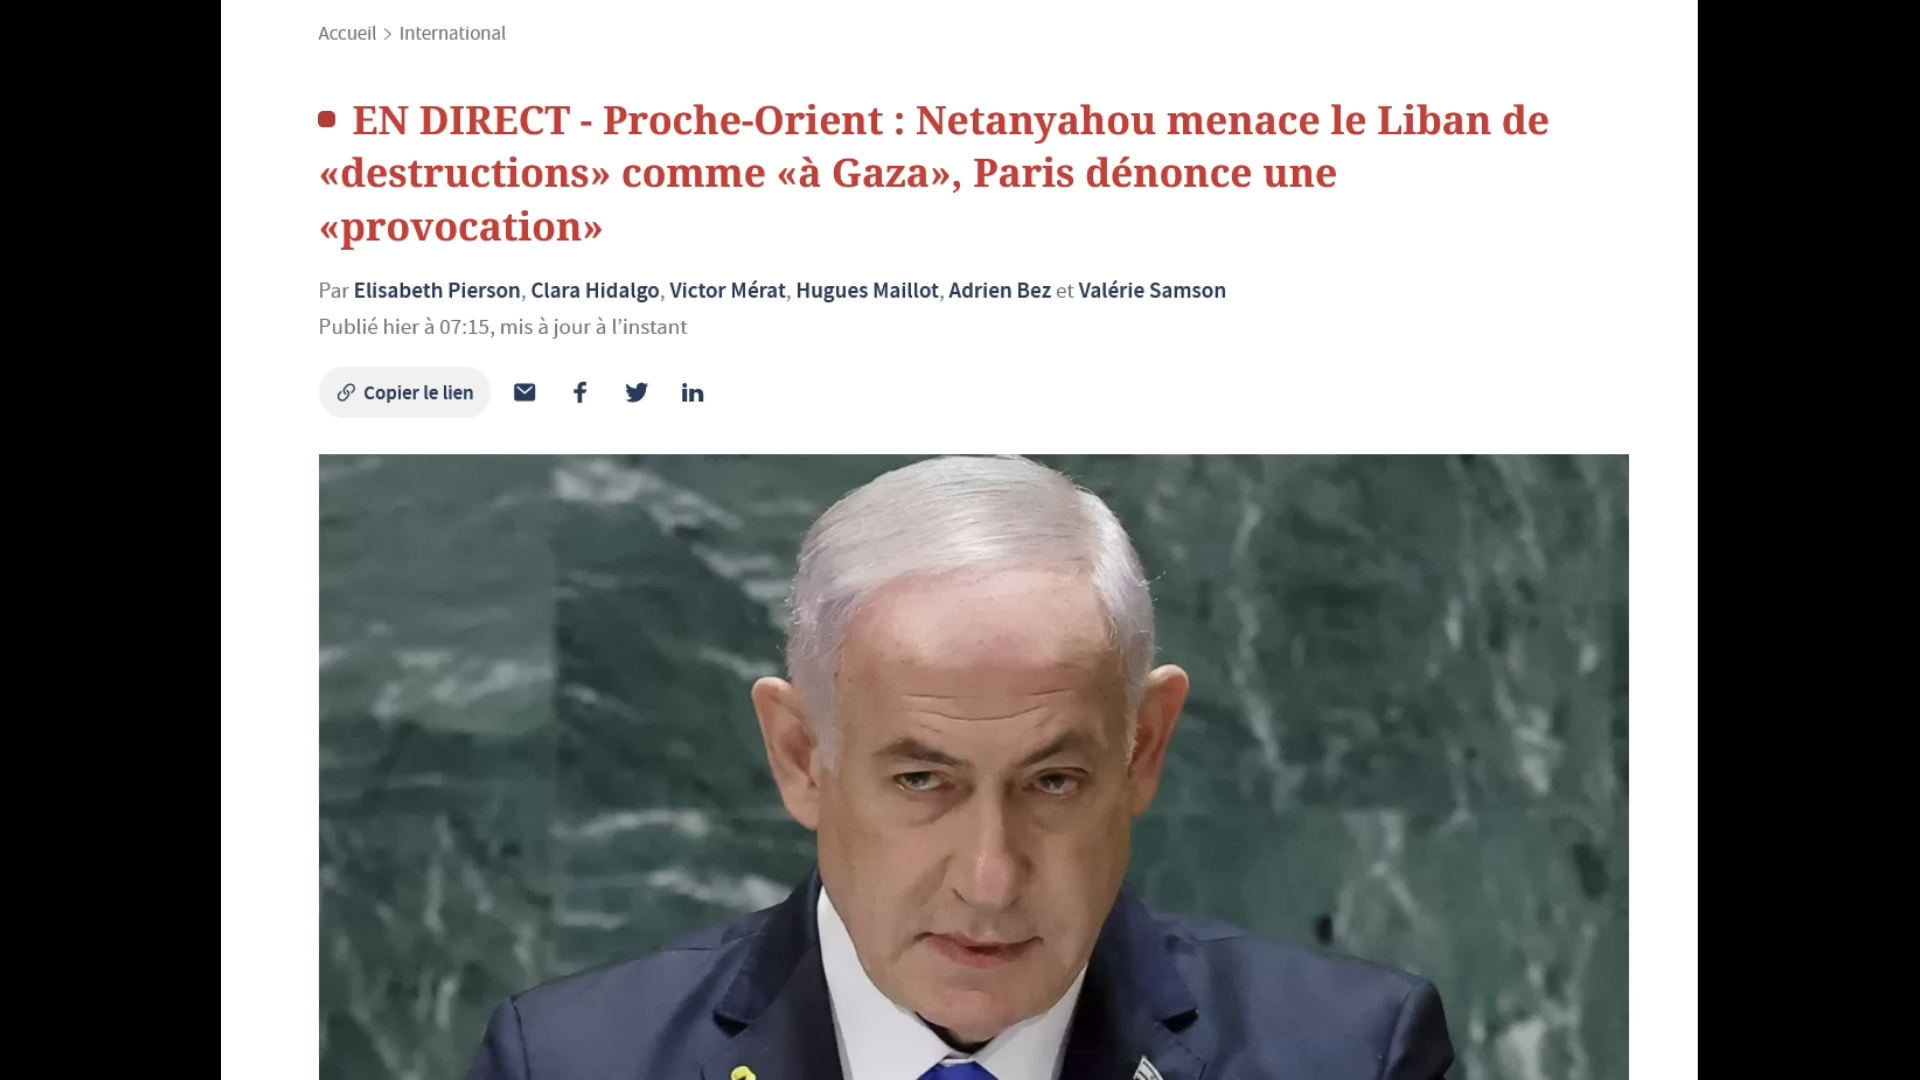 Accueil > International
EN DIRECT - Proche-Orient : Netanyahou menace le Liban de
«destructions» comme «à Gaza», Paris dénonce une
«provocation»
Par Elisabeth Pierson, Clara Hidalgo, Victor Mérat, Hugues Maillot, Adrien Bez et Valérie Samson
Publié hier à 07:15, mis à jour à l’instant
Copier le lien